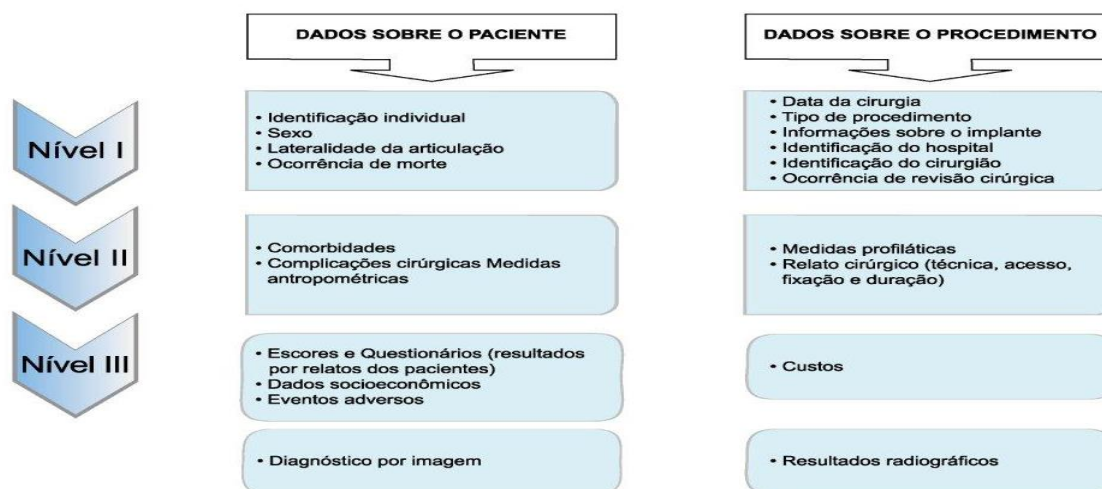 DADOS SOBRE O PACIENTE
DADOS SOBRE O PROCEDIMENTO
Nível I
• Identificação individual
• Sexo
• Lateralidade da articulação
• Ocorrência de morte
• Data da cirurgia
• Tipo de procedimento
• Informações sobre o implante
• Identificação do hospital
• Identificação do cirurgião
• Ocorrência de revisão cirúrgica
Nível II
• Comorbidades
• Complicações cirúrgicas Medidas
antropométricas
• Medidas profiláticas
• Relato cirúrgico (técnica, acesso,
fixação e duração)
Nível III
• Escores e Questionários (resultados
por relatos dos pacientes)
• Dados socioeconômicos
• Eventos adversos
• Custos
• Diagnóstico por imagem
• Resultados radiográficos